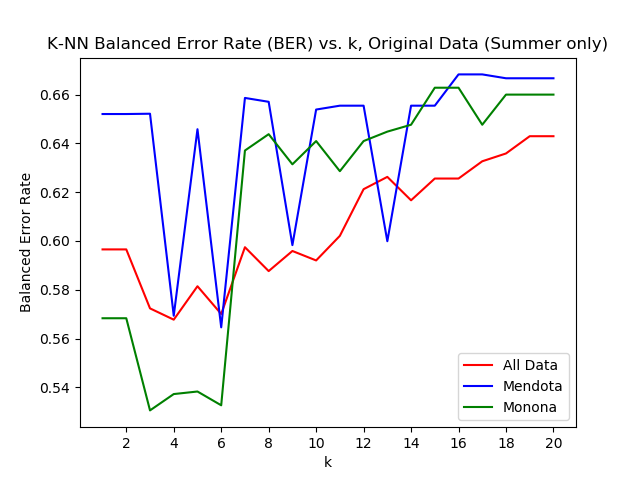 K-NN Balanced Error Rate (BER) vs. k, Original Data (Summer only)
Balanced Error Rate
0.66
0.64
0.62
0.60
0.58
0.56
0.54
All Data
Mendota
Monona
2 4 6 8 10 12 14 16 18 20
k